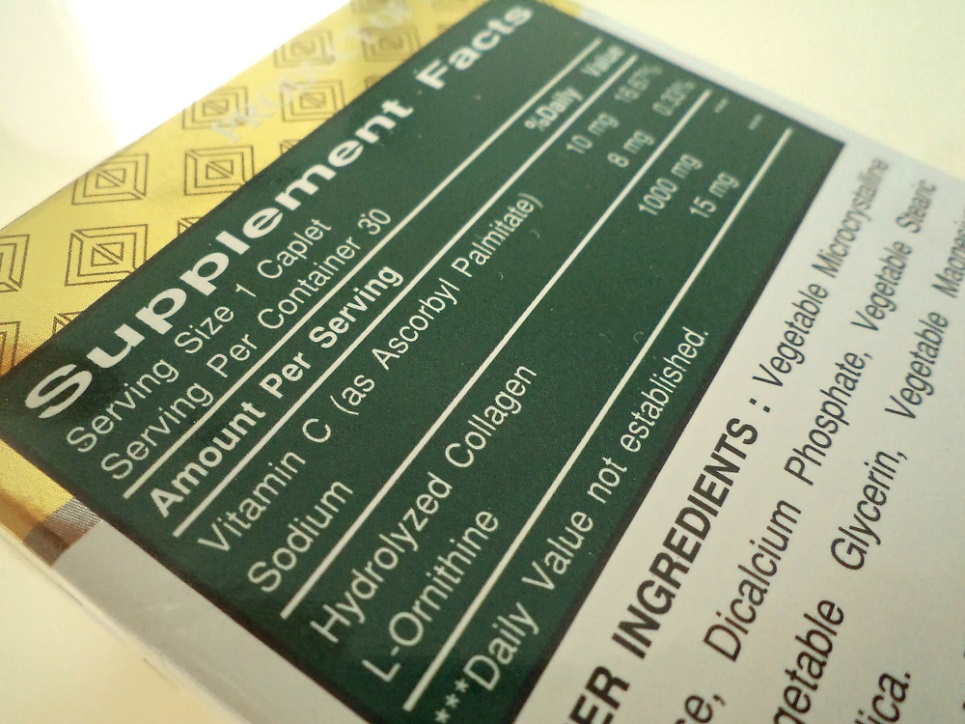 Supplement Facts
Serving Size 1 Caplet
Serving Per Container 30
Amount Per Serving %Daily Value
Vitamin C (as Ascorbyl Palmitate) 10 mg 16.67%
Sodium 8 mg 0.33%
Hydrolyzed Collagen 1000 mg ***
L-Ornithine 15 mg ***
***Daily Value not established.
ER INGREDIENTS : Vegetable Microcrystalline
se, Dicalcium Phosphate, Vegetable Stearic
getable Glycerin, Vegetable
ica.